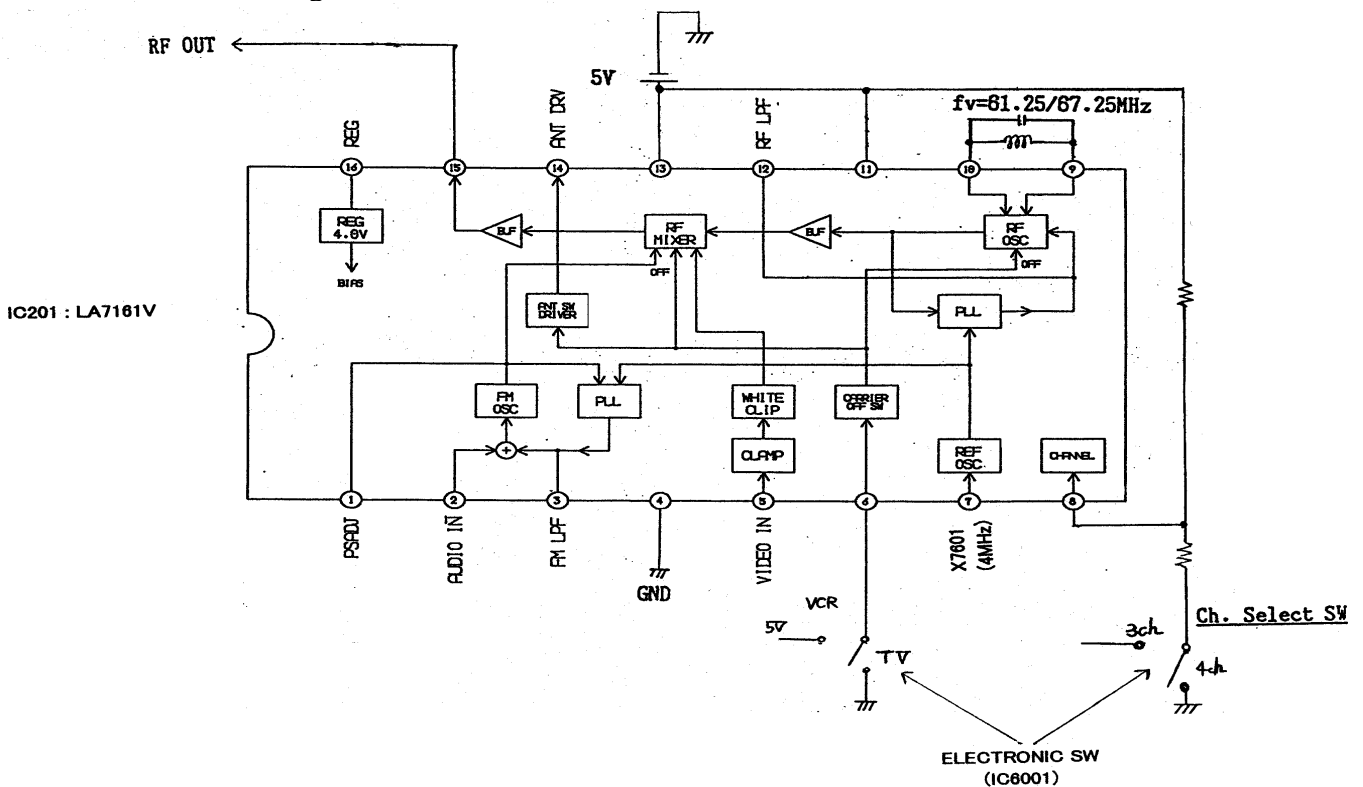 RF OUT
5V
REG
ANT DRV
RF LPF
fv=61.25/67.25MHz
16
15
14
13
12
11
10
9
REG
4.8V
BIAS
BUF
RF
MIXER
OFF
BUF
RF
OSC
OFF
ANT SW
DRIVER
PLL
IC201 : LA7161V
FM
OSC
PLL
WHITE
CLIP
CARRIER
OFF SW
+
CLAMP
REF
OSC
CHANNEL
1
2
3
4
5
6
7
8
PSADJ
AUDIO IN
FM LPF
GND
VIDEO IN
X7601
(4MHz)
VCR
5V
TV
3ch
4ch
Ch. Select SW
ELECTRONIC SW
(IC6001)